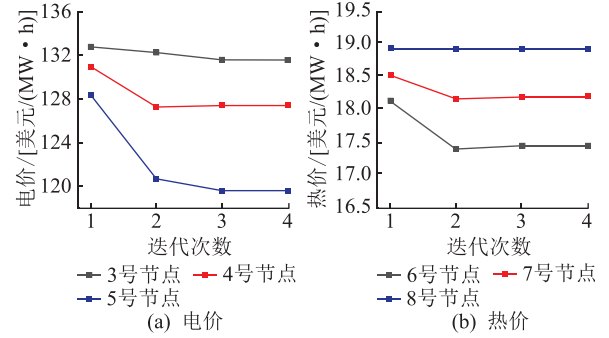 电价/[美元/(MW·h)]
136
132
128
124
120
1 2 3 4
迭代次数
3号节点 4号节点
5号节点
(a) 电价
热价/[美元/(MW·h)]
19.5
19.0
18.5
18.0
17.5
17.0
16.5
1 2 3 4
迭代次数
6号节点 7号节点
8号节点
(b) 热价